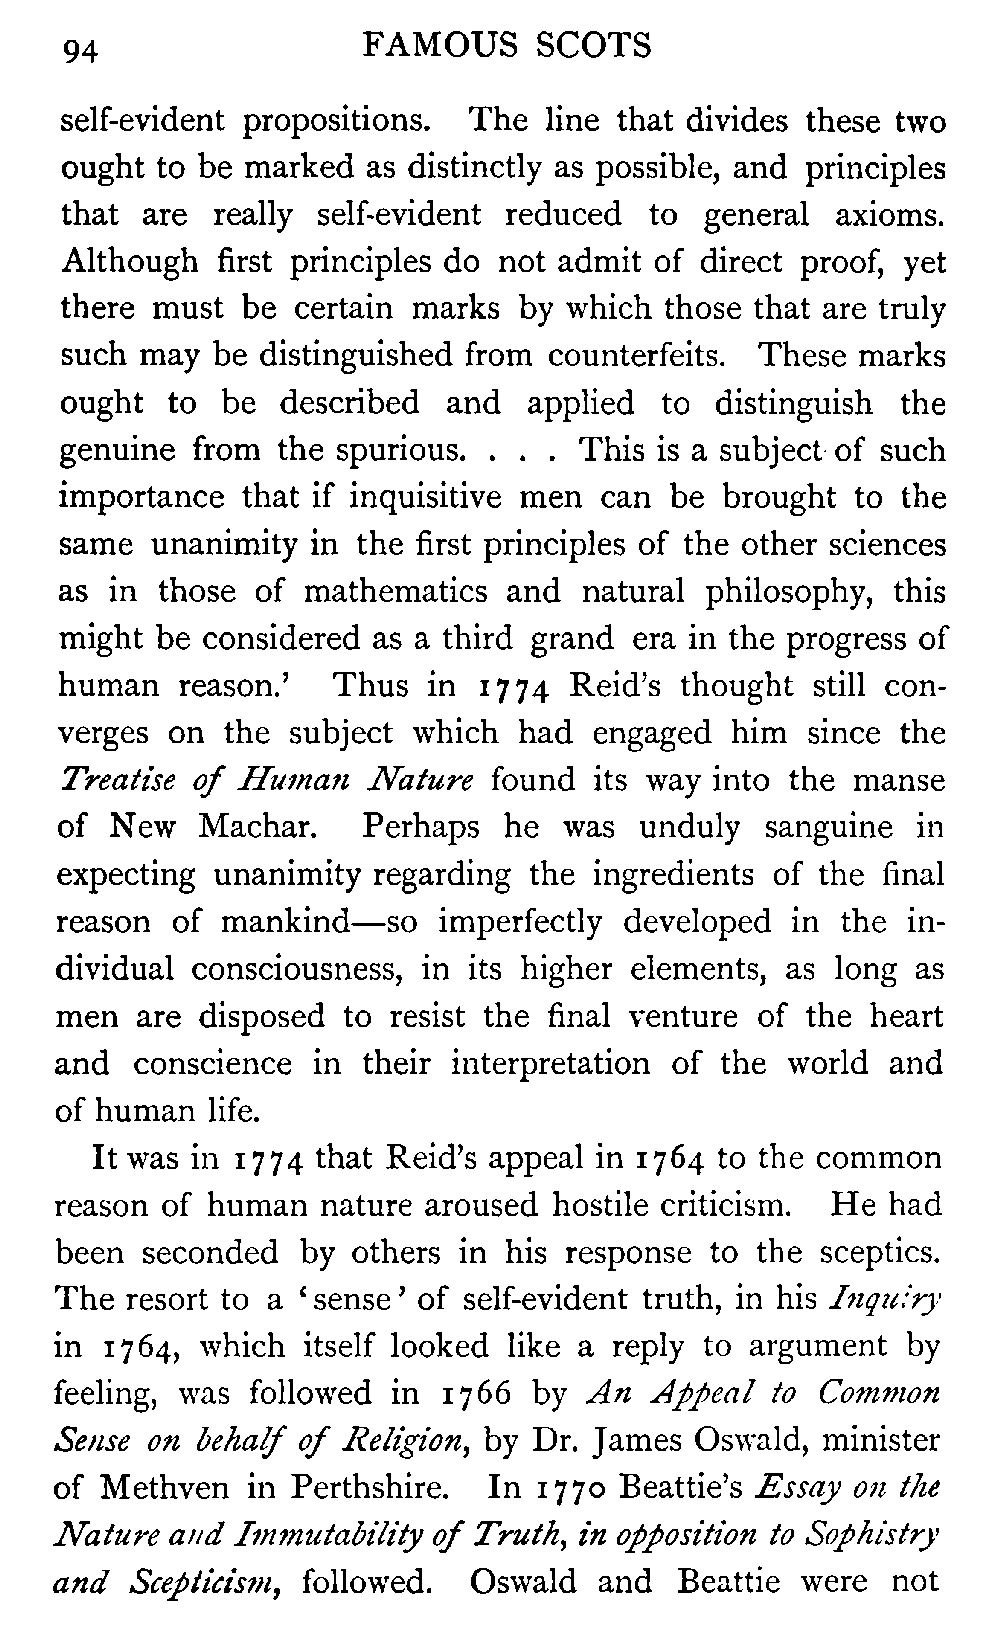 94 FAMOUS SCOTS
self-evident propositions. The line that divides these two
ought to be marked as distinctly as possible, and principles
that are really self-evident reduced to general axioms.
Although first principles do not admit of direct proof, yet
there must be certain marks by which those that are truly
such may be distinguished from counterfeits. These marks
ought to be described and applied to distinguish the
genuine from the spurious. . . . This is a subject of such
importance that if inquisitive men can be brought to the
same unanimity in the first principles of the other sciences
as in those of mathematics and natural philosophy, this
might be considered as a third grand era in the progress of
human reason.' Thus in 1774 Reid's thought still con-
verges on the subject which had engaged him since the
Treatise of Human Nature found its way into the manse
of New Machar. Perhaps he was unduly sanguine in
expecting unanimity regarding the ingredients of the final
reason of mankind—so imperfectly developed in the in-
dividual consciousness, in its higher elements, as long as
men are disposed to resist the final venture of the heart
and conscience in their interpretation of the world and
of human life.
It was in 1774 that Reid's appeal in 1764 to the common
reason of human nature aroused hostile criticism. He had
been seconded by others in his response to the sceptics.
The resort to a 'sense' of self-evident truth, in his Inquiry
in 1764, which itself looked like a reply to argument by
feeling, was followed in 1766 by An Appeal to Common
Sense on behalf of Religion, by Dr. James Oswald, minister
of Methven in Perthshire. In 1770 Beattie's Essay on the
Nature and Immutability of Truth, in opposition to Sophistry
and Scepticism, followed. Oswald and Beattie were not